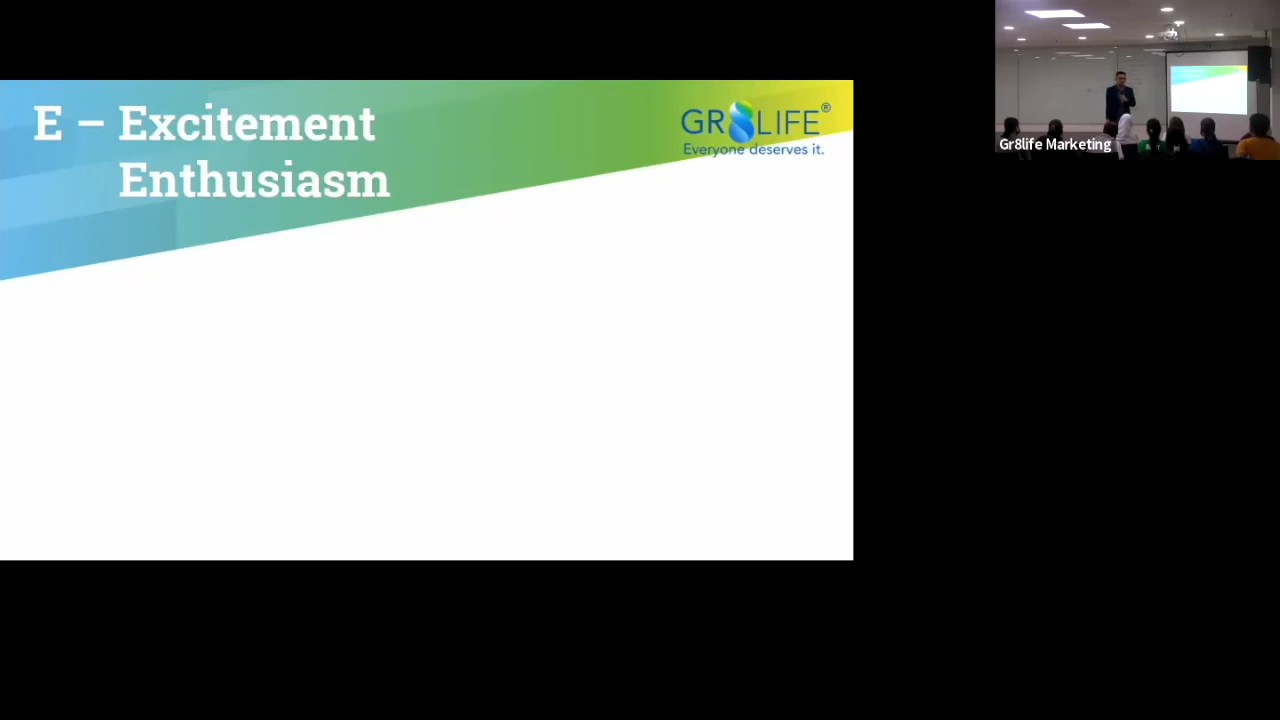 E – Excitement
Enthusiasm
GR8LIFE®
Everyone deserves it.
Gr8life Marketing